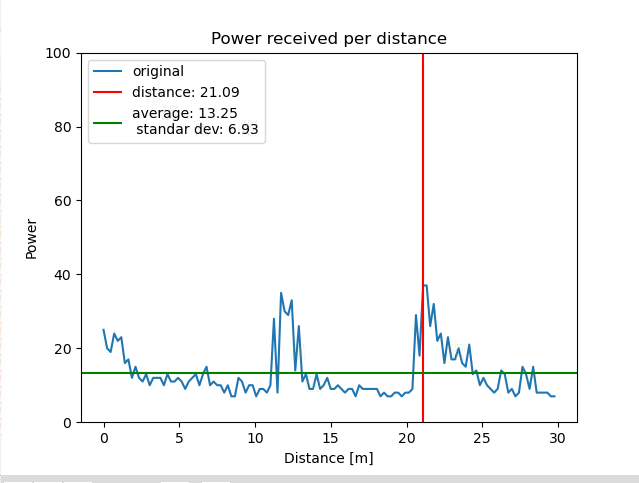 Power received per distance
original
distance: 21.09
average: 13.25
standar dev: 6.93
100
80
60
40
20
0
Power
0 5 10 15 20 25 30
Distance [m]